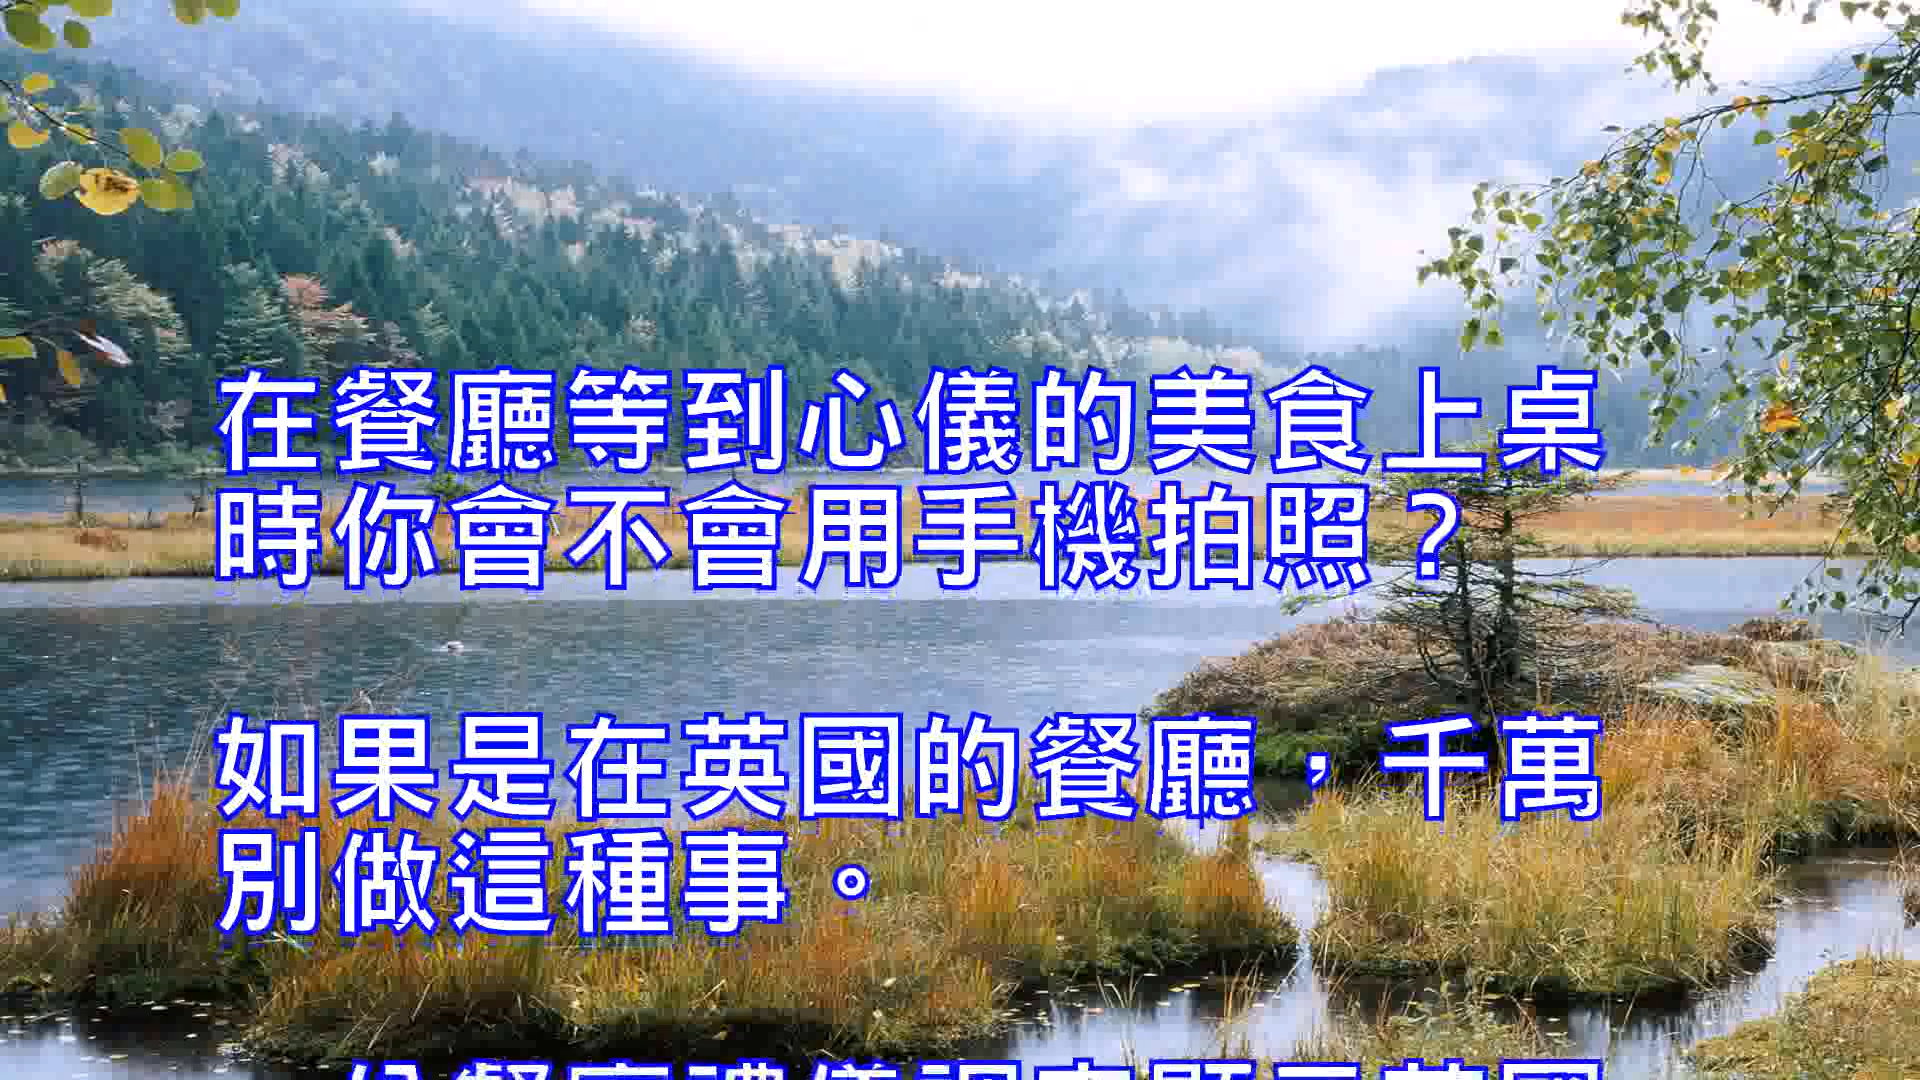 在餐廳等到心儀的美食上桌
時你會不會用手機拍照？
如果是在英國的餐廳，千萬
別做這種事。